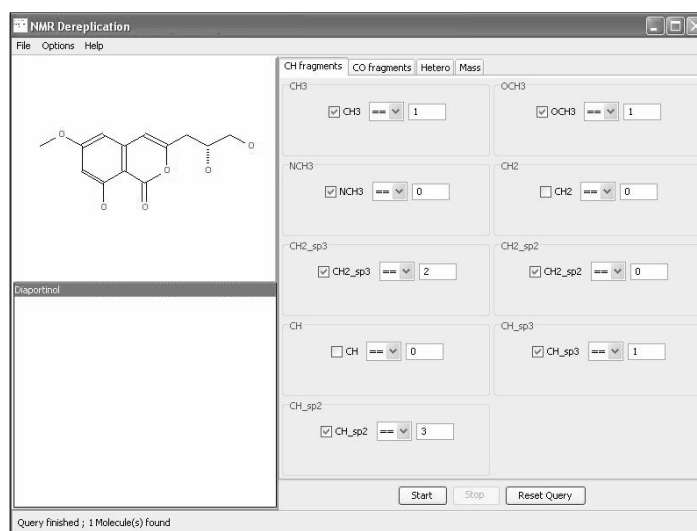 NMR Dereplication
File Options Help
CH fragments CO fragments Hetero Mass
CH3
CH3 == 1
OCH3
OCH3 == 1
NCH3
NCH3 == 0
CH2
CH2 == 0
CH2_sp3
CH2_sp3 == 2
CH2_sp2
CH2_sp2 == 0
CH
CH == 0
CH_sp3
CH_sp3 == 1
CH_sp2
CH_sp2 == 3
O
O
O
O
O
O
Diaportinol
Start Stop Reset Query
Query finished ; 1 Molecule(s) found